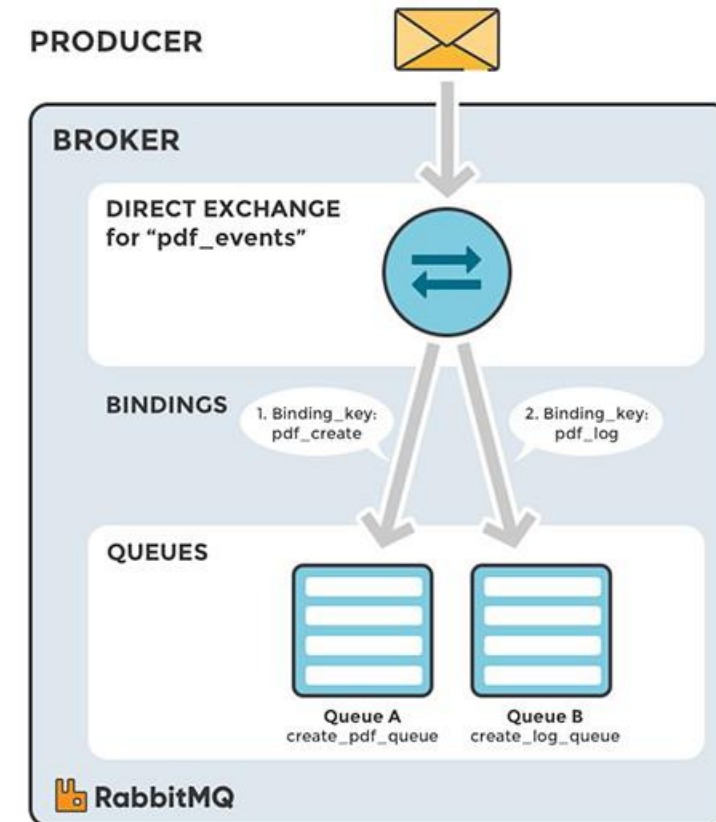 PRODUCER
BROKER
DIRECT EXCHANGE
for “pdf_events”
BINDINGS
1. Binding_key:
pdf_create
2. Binding_key:
pdf_log
QUEUES
Queue A
create_pdf_queue
Queue B
create_log_queue
RabbitMQ